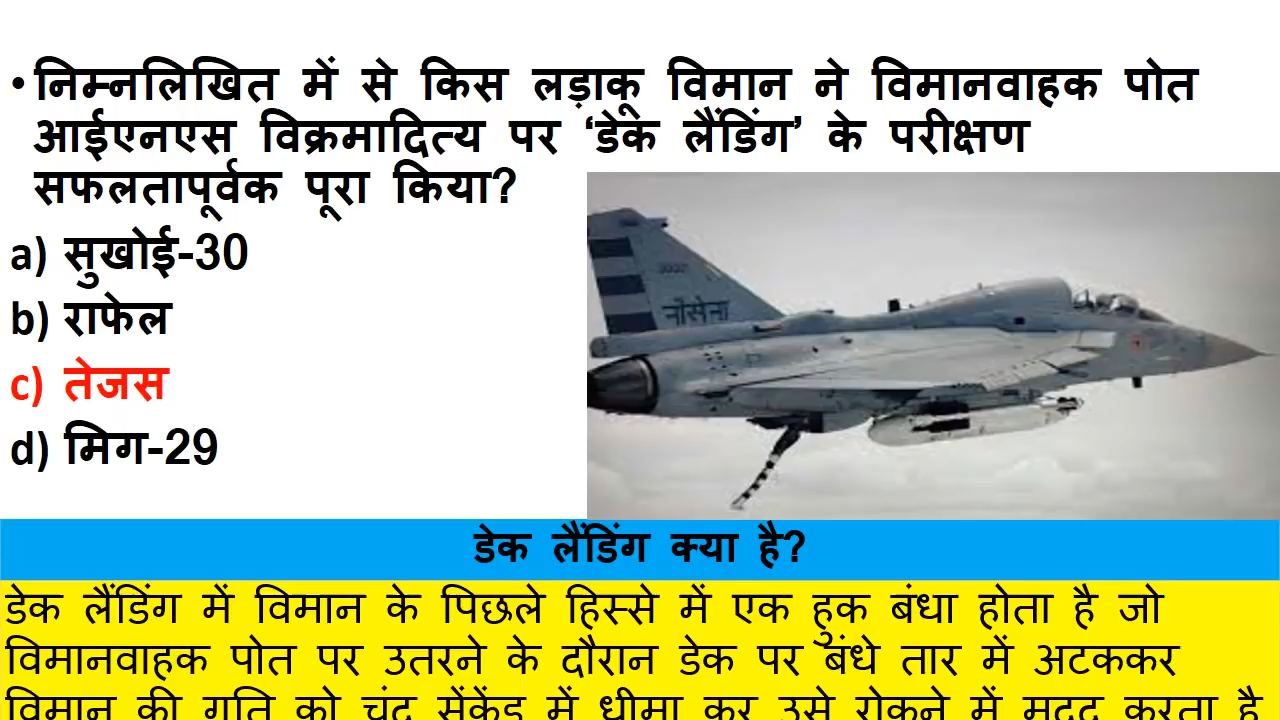 • निम्नलिखित में से किस लड़ाकू विमान ने विमानवाहक पोत
आईएनएस विक्रमादित्य पर ‘डेक लैंडिंग’ के परीक्षण
सफलतापूर्वक पूरा किया?
a) सुखोई-30
b) राफेल
c) तेजस
d) मिग-29
नौसेना
डेक लैंडिंग क्या है?
डेक लैंडिंग में विमान के पिछले हिस्से में एक हुक बंधा होता है जो
विमानवाहक पोत पर उतरने के दौरान डेक पर बंधे तार में अटककर
विमान की गति को चंद सेंकेंड में धीमा कर उसे रोकने में मदद करता है